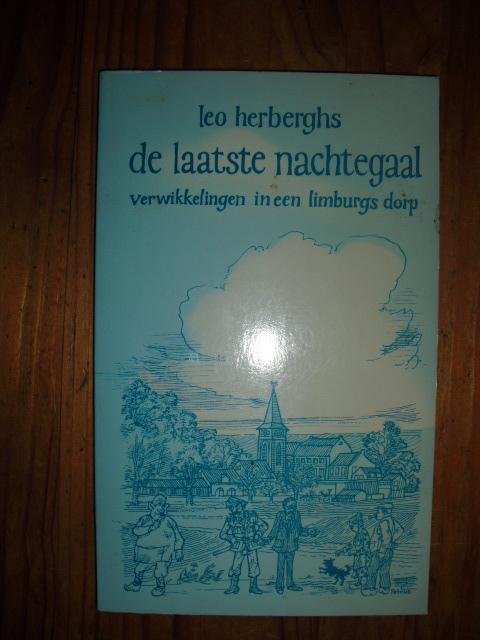 leo herberghs
de laatste nachtegaal
verwikkelingen in een limburgs dorp